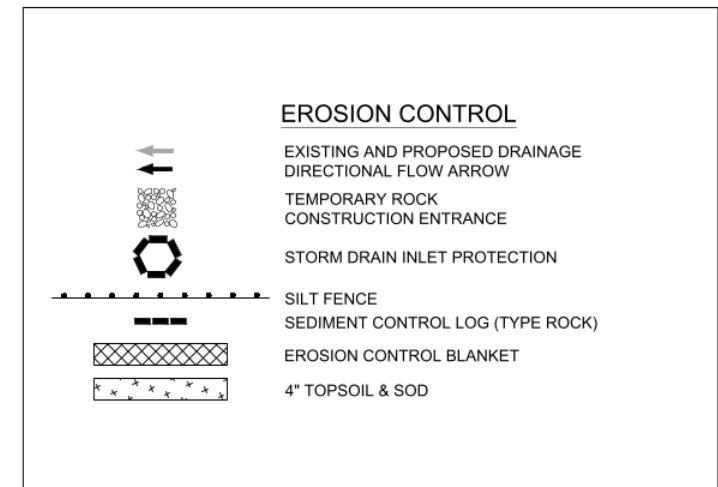 EROSION CONTROL
EXISTING AND PROPOSED DRAINAGE
DIRECTIONAL FLOW ARROW
TEMPORARY ROCK
CONSTRUCTION ENTRANCE
STORM DRAIN INLET PROTECTION
SILT FENCE
SEDIMENT CONTROL LOG (TYPE ROCK)
EROSION CONTROL BLANKET
4" TOPSOIL & SOD